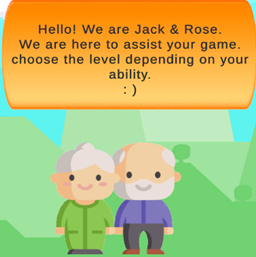 Hello! We are Jack & Rose.
We are here to assist your game.
choose the level depending on your
ability.
: )